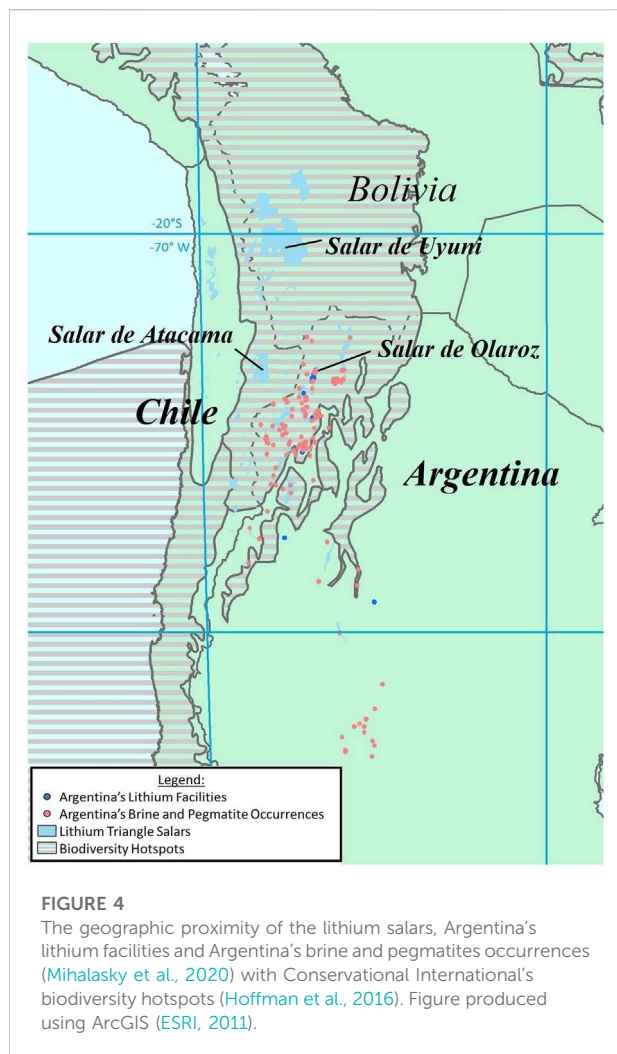 Bolivia
-20°S
-70° W
Salar de Uyuni
Salar de Atacama
Salar de Olaroz
Chile
Argentina
Legend:
Argentina's Lithium Facilities
Argentina's Brine and Pegmatite Occurrences
Lithium Triangle Salars
Biodiversity Hotspots
FIGURE 4
The geographic proximity of the lithium salars, Argentina's
lithium facilities and Argentina's brine and pegmatites occurrences
(Mihalasky et al., 2020) with Conservational International's
biodiversity hotspots (Hoffman et al., 2016). Figure produced
using ArcGIS (ESRI, 2011).